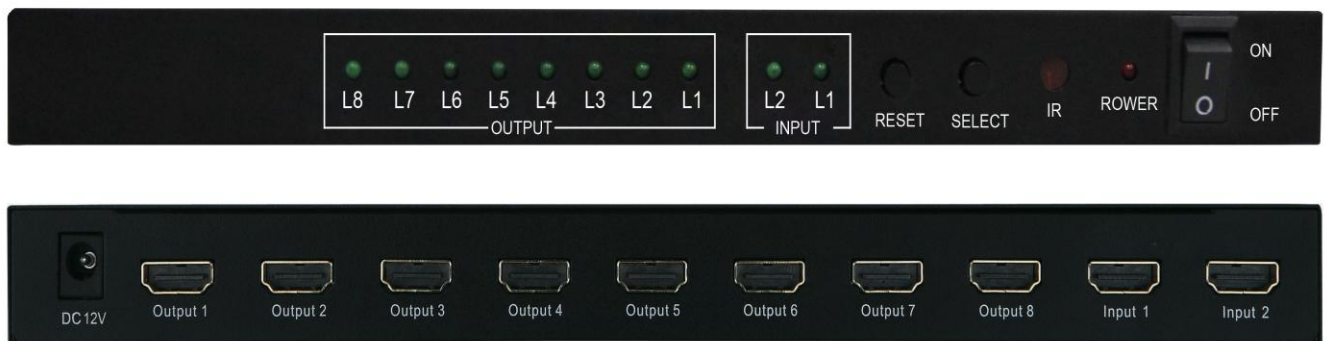 ON
L8 L7 L6 L5 L4 L3 L2 L1 L2 L1
OUTPUT INPUT RESET SELECT IR ROWER OFF
I
O
DC12V Output 1 Output 2 Output 3 Output 4 Output 5 Output 6 Output 7 Output 8 Input 1 Input 2